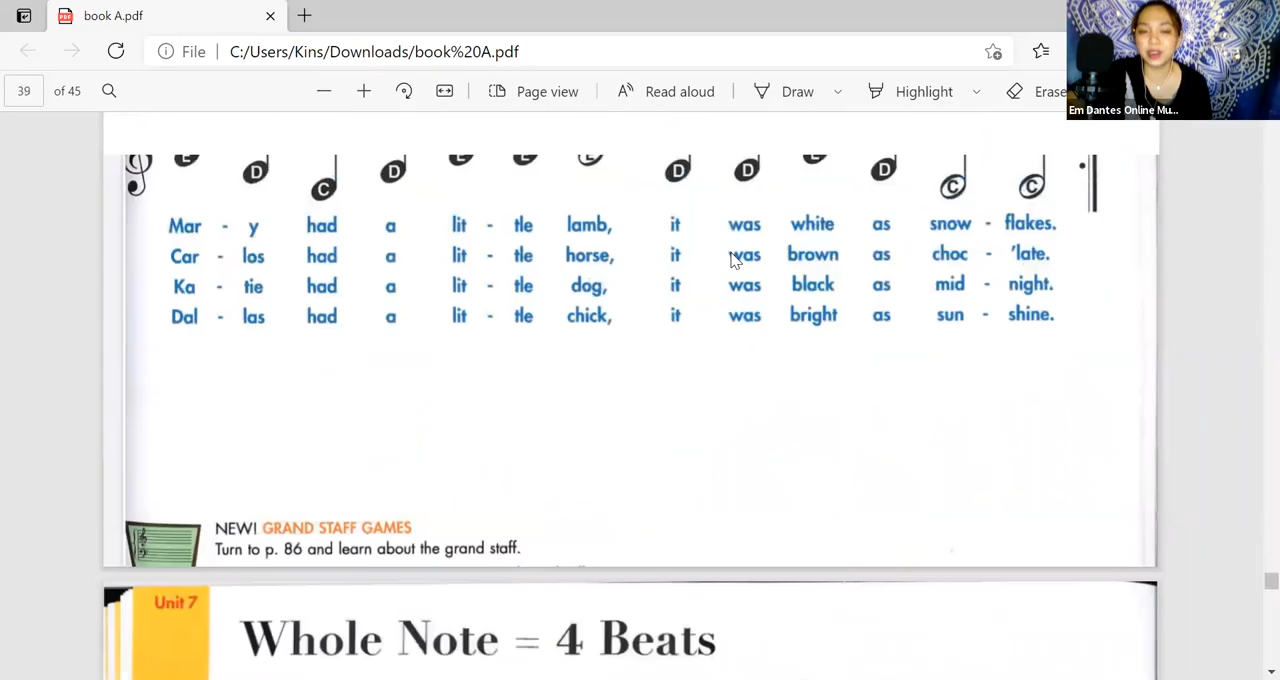 book A.pdf
File C:/Users/Kins/Downloads/book%20A.pdf
39 of 45 Page view Read aloud Draw Highlight Erase
Em Dantes Online Mu...
E D C D E E E D D E D C C
Mar - y had a lit - tle lamb, it was white as snow - flakes.
Car - los had a lit - tle horse, it was brown as choc - 'late.
Ka - tie had a lit - tle dog, it was black as mid - night.
Dal - las had a lit - tle chick, it was bright as sun - shine.
NEW! GRAND STAFF GAMES
Turn to p. 86 and learn about the grand staff.
Unit 7
Whole Note = 4 Beats